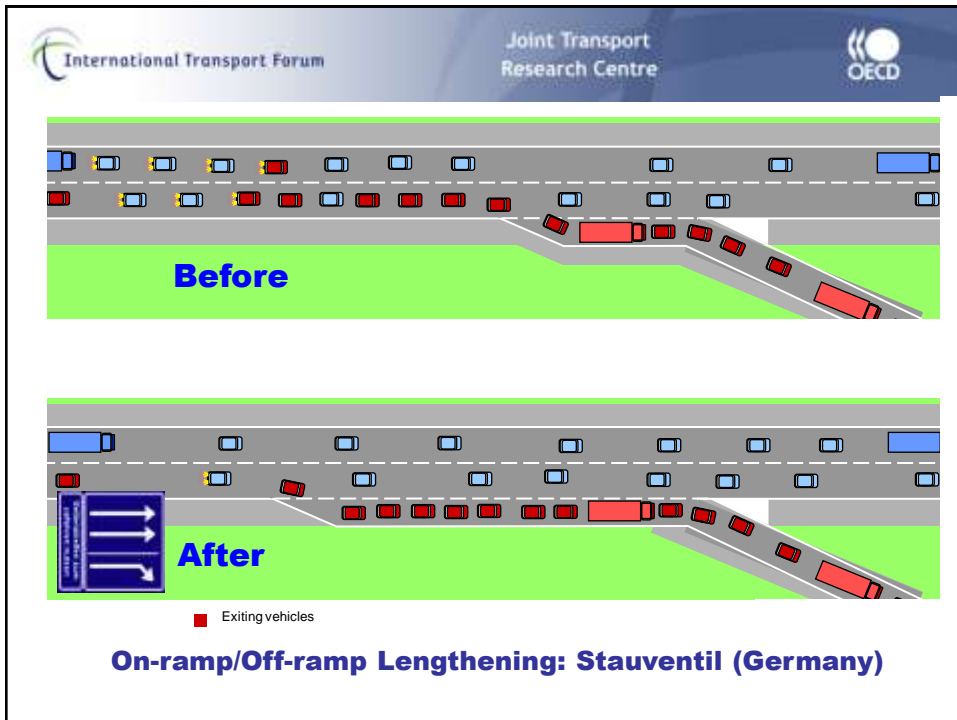 International Transport Forum
Joint Transport
Research Centre
OECD
Before
After
Exiting vehicles
On-ramp/Off-ramp Lengthening: Stauventil (Germany)